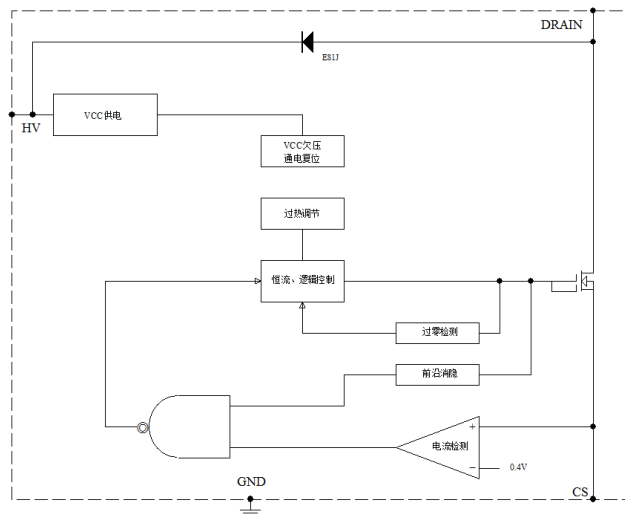 DRAIN
ES1J
HV
VCC供电
VCC欠压
通电复位
过热调节
恒流、逻辑控制
过零检测
前沿消隐
+
电流检测
−
0.4V
GND
CS